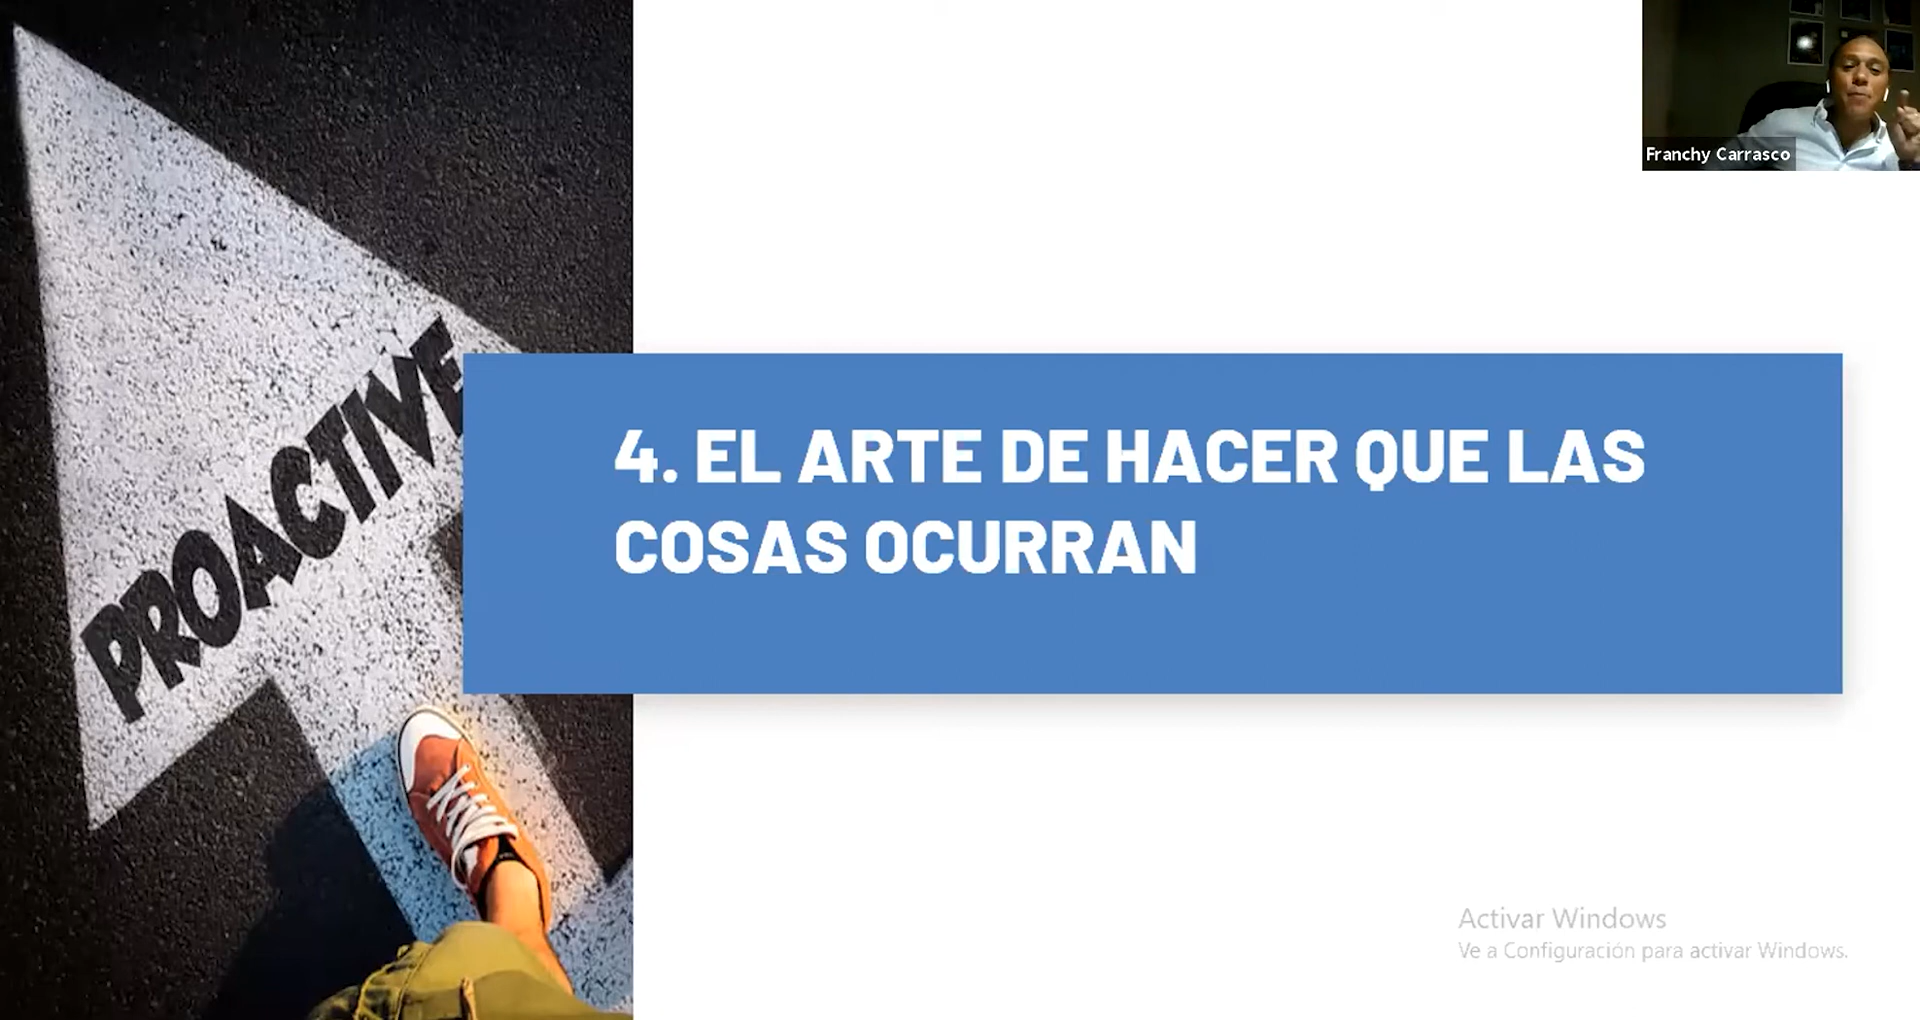 Franchy Carrasco
PROACTIVE
4. EL ARTE DE HACER QUE LAS
COSAS OCURRAN
Activar Windows
Ve a Configuración para activar Windows.